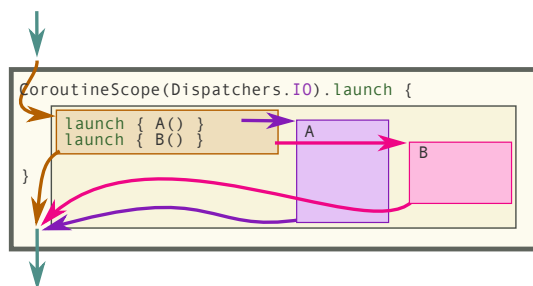 CoroutineScope(Dispatchers.IO).launch {
launch { A() }
launch { B() }
A
B
}